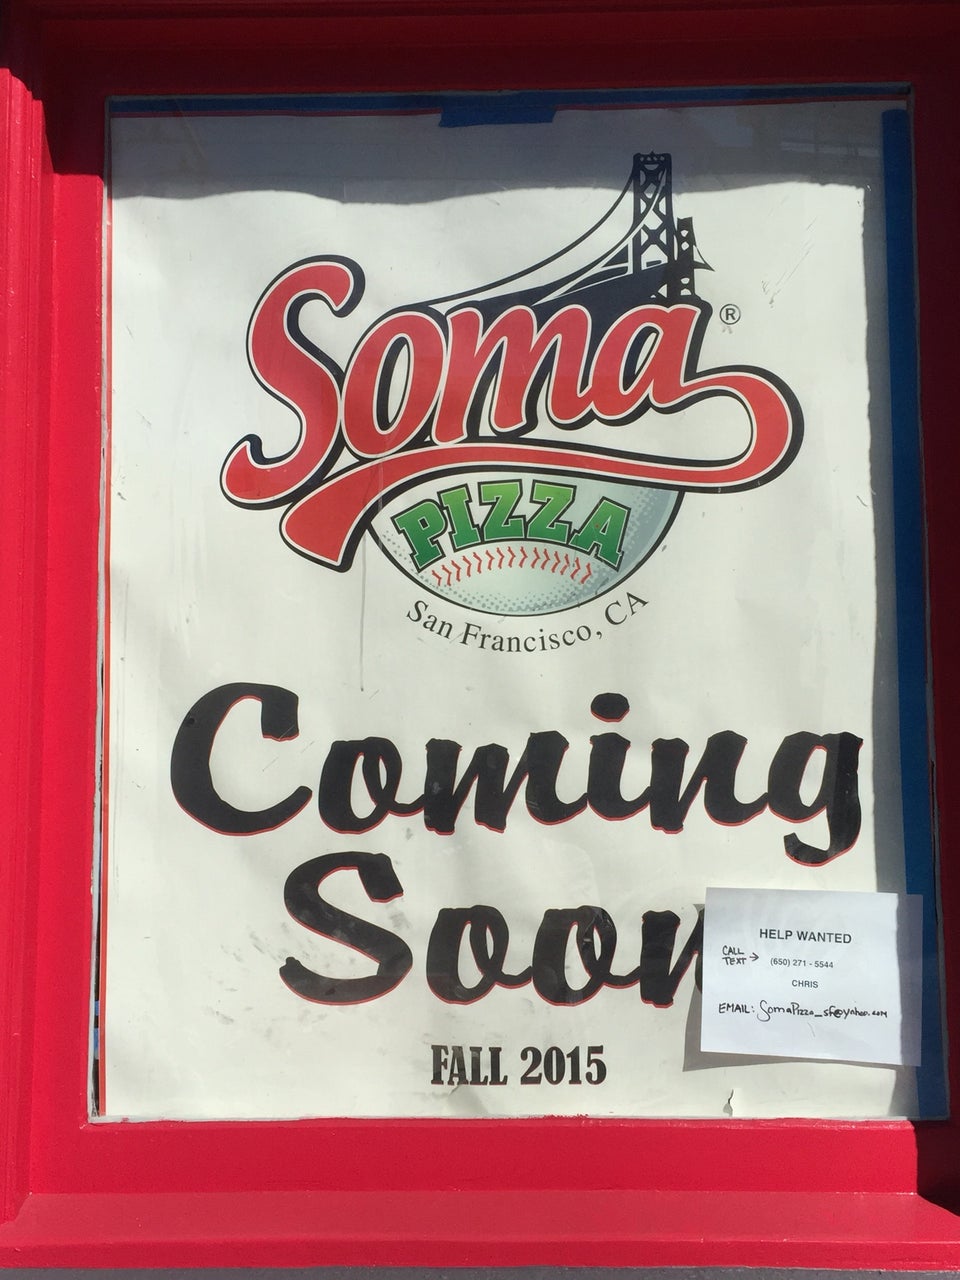 Soma ®
PIZZA
San Francisco, CA
Coming
Soon
FALL 2015
HELP WANTED
CALL
TEXT → (650) 271 - 5544
CHRIS
EMAIL: SomaPizza_sf@yahoo.com